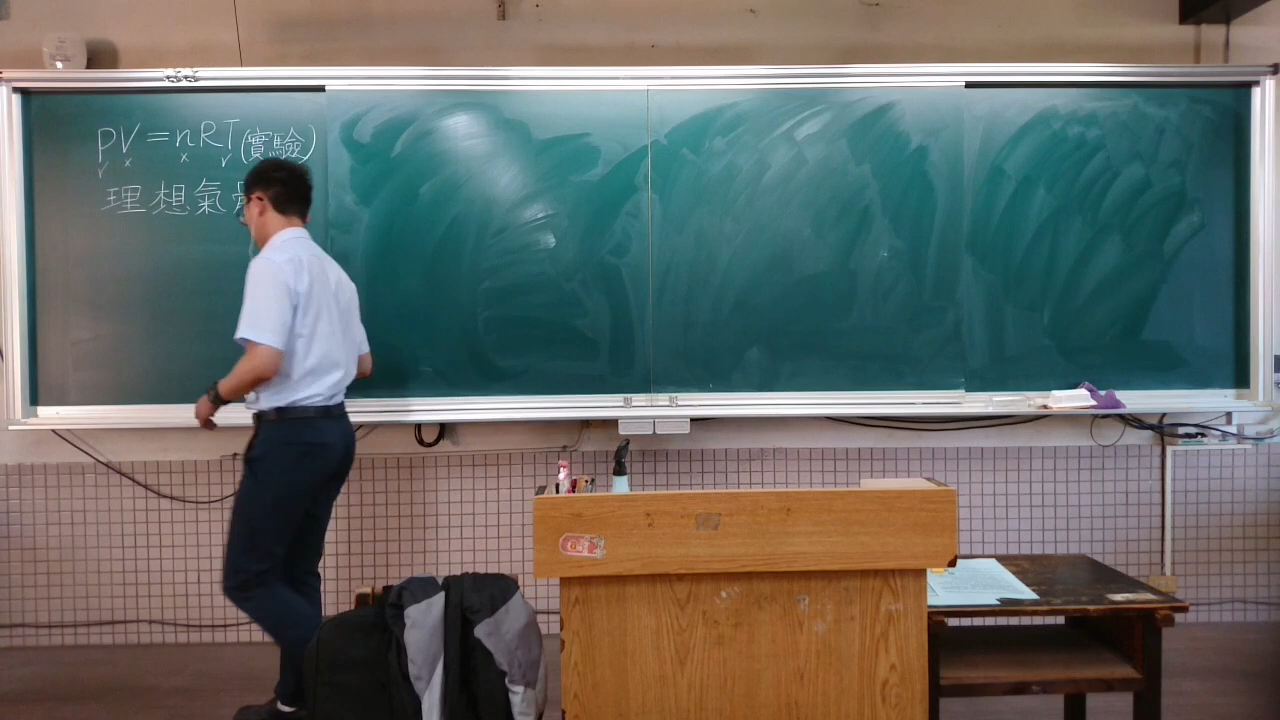 PV=nRT(實驗)
✓ × × ✓
理想氣